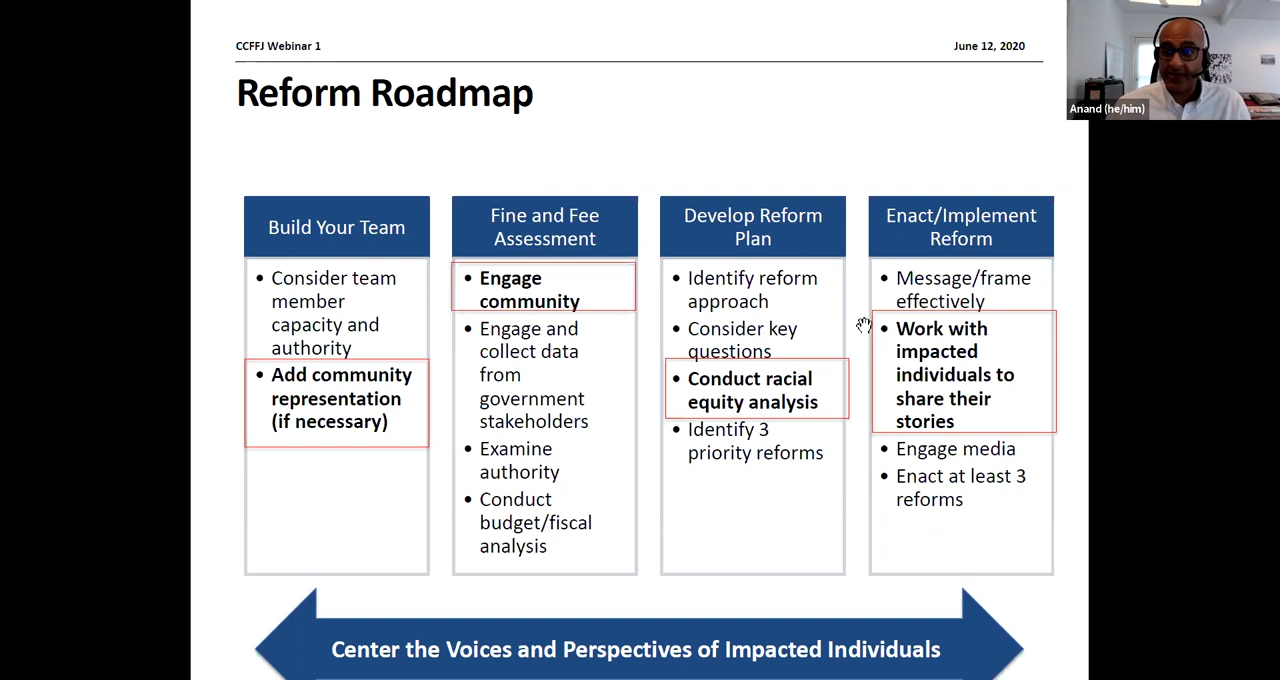 CCFFJ Webinar 1
June 12, 2020
Anand (he/him)
Reform Roadmap
Build Your Team
• Consider team
member
capacity and
authority
• Add community
representation
(if necessary)
Fine and Fee
Assessment
• Engage
community
• Engage and
collect data
from
government
stakeholders
• Examine
authority
• Conduct
budget/fiscal
analysis
Develop Reform
Plan
• Identify reform
approach
• Consider key
questions
• Conduct racial
equity analysis
• Identify 3
priority reforms
Enact/Implement
Reform
• Message/frame
effectively
• Work with
impacted
individuals to
share their
stories
• Engage media
• Enact at least 3
reforms
Center the Voices and Perspectives of Impacted Individuals